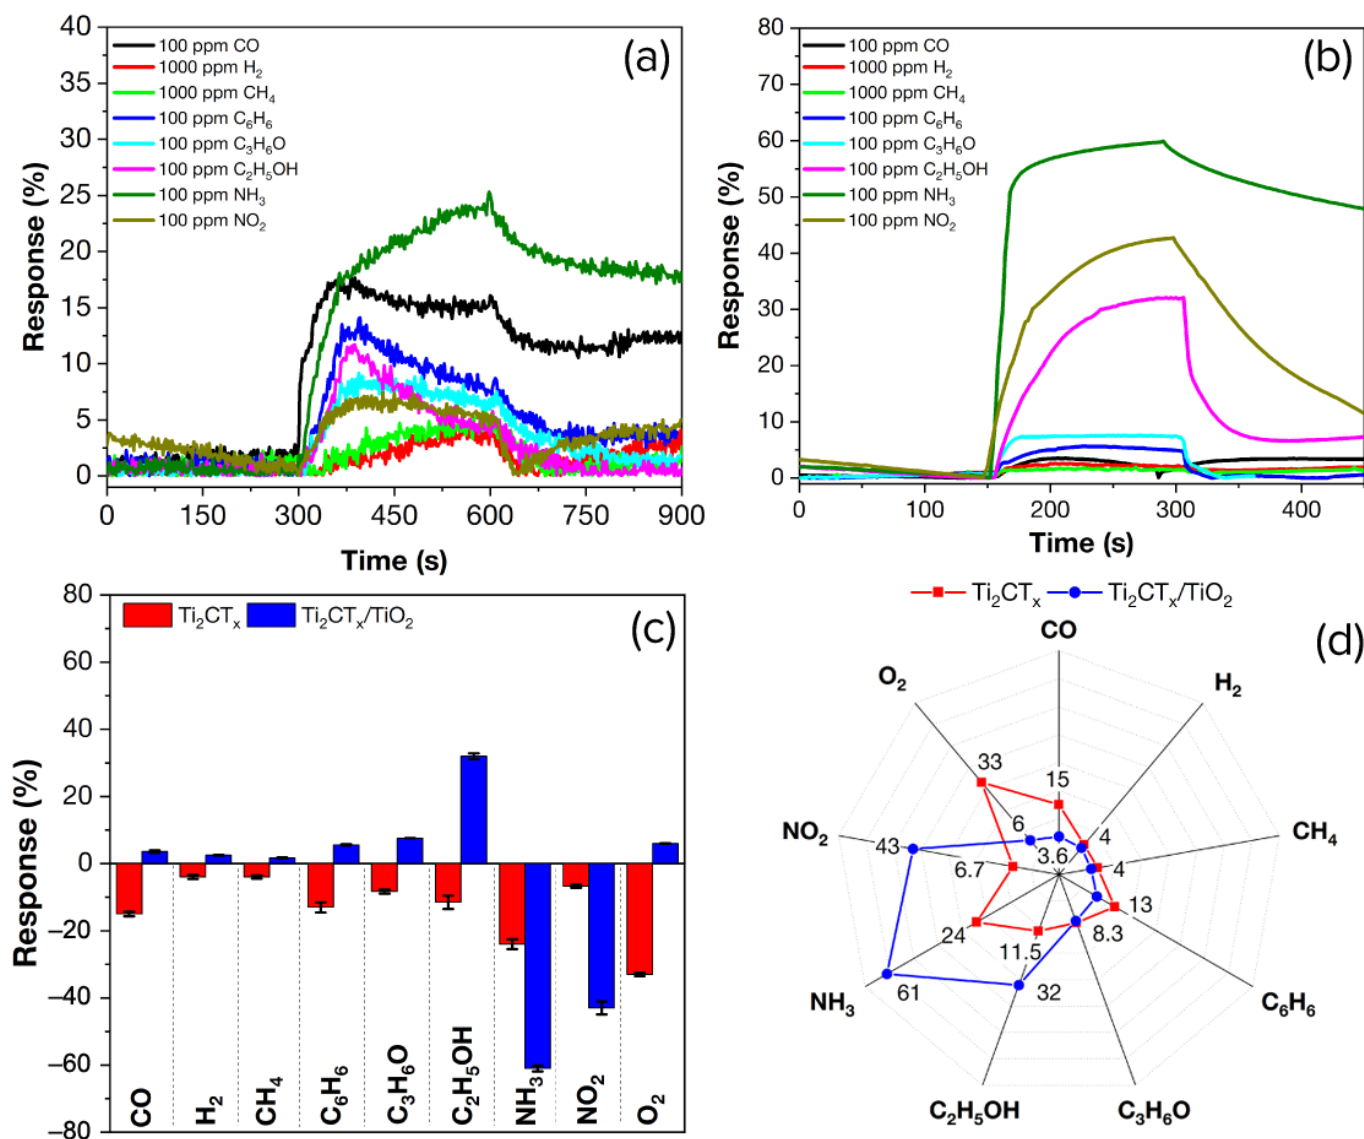 (a)
100 ppm CO
1000 ppm H₂
1000 ppm CH₄
100 ppm C₆H₆
100 ppm C₃H₆O
100 ppm C₂H₅OH
100 ppm NH₃
100 ppm NO₂
40
35
30
25
20
15
10
5
0
Response (%)
0 150 300 450 600 750 900
Time (s)
(b)
100 ppm CO
1000 ppm H₂
1000 ppm CH₄
100 ppm C₆H₆
100 ppm C₃H₆O
100 ppm C₂H₅OH
100 ppm NH₃
100 ppm NO₂
80
70
60
50
40
30
20
10
0
Response (%)
0 100 200 300 400
Time (s)
(c)
Ti₂CTₓ Ti₂CTₓ/TiO₂
80
60
40
20
0
−20
−40
−60
−80
Response (%)
CO H₂ CH₄ C₆H₆ C₃H₆O C₂H₅OH NH₃ NO₂ O₂
Ti₂CTₓ Ti₂CTₓ/TiO₂
(d)
CO
O₂ H₂
33 15
NO₂ 43 6 3.6 4 CH₄
6.7 4
24 13
11.5 8.3
NH₃ 61 32 C₆H₆
C₂H₅OH C₃H₆O